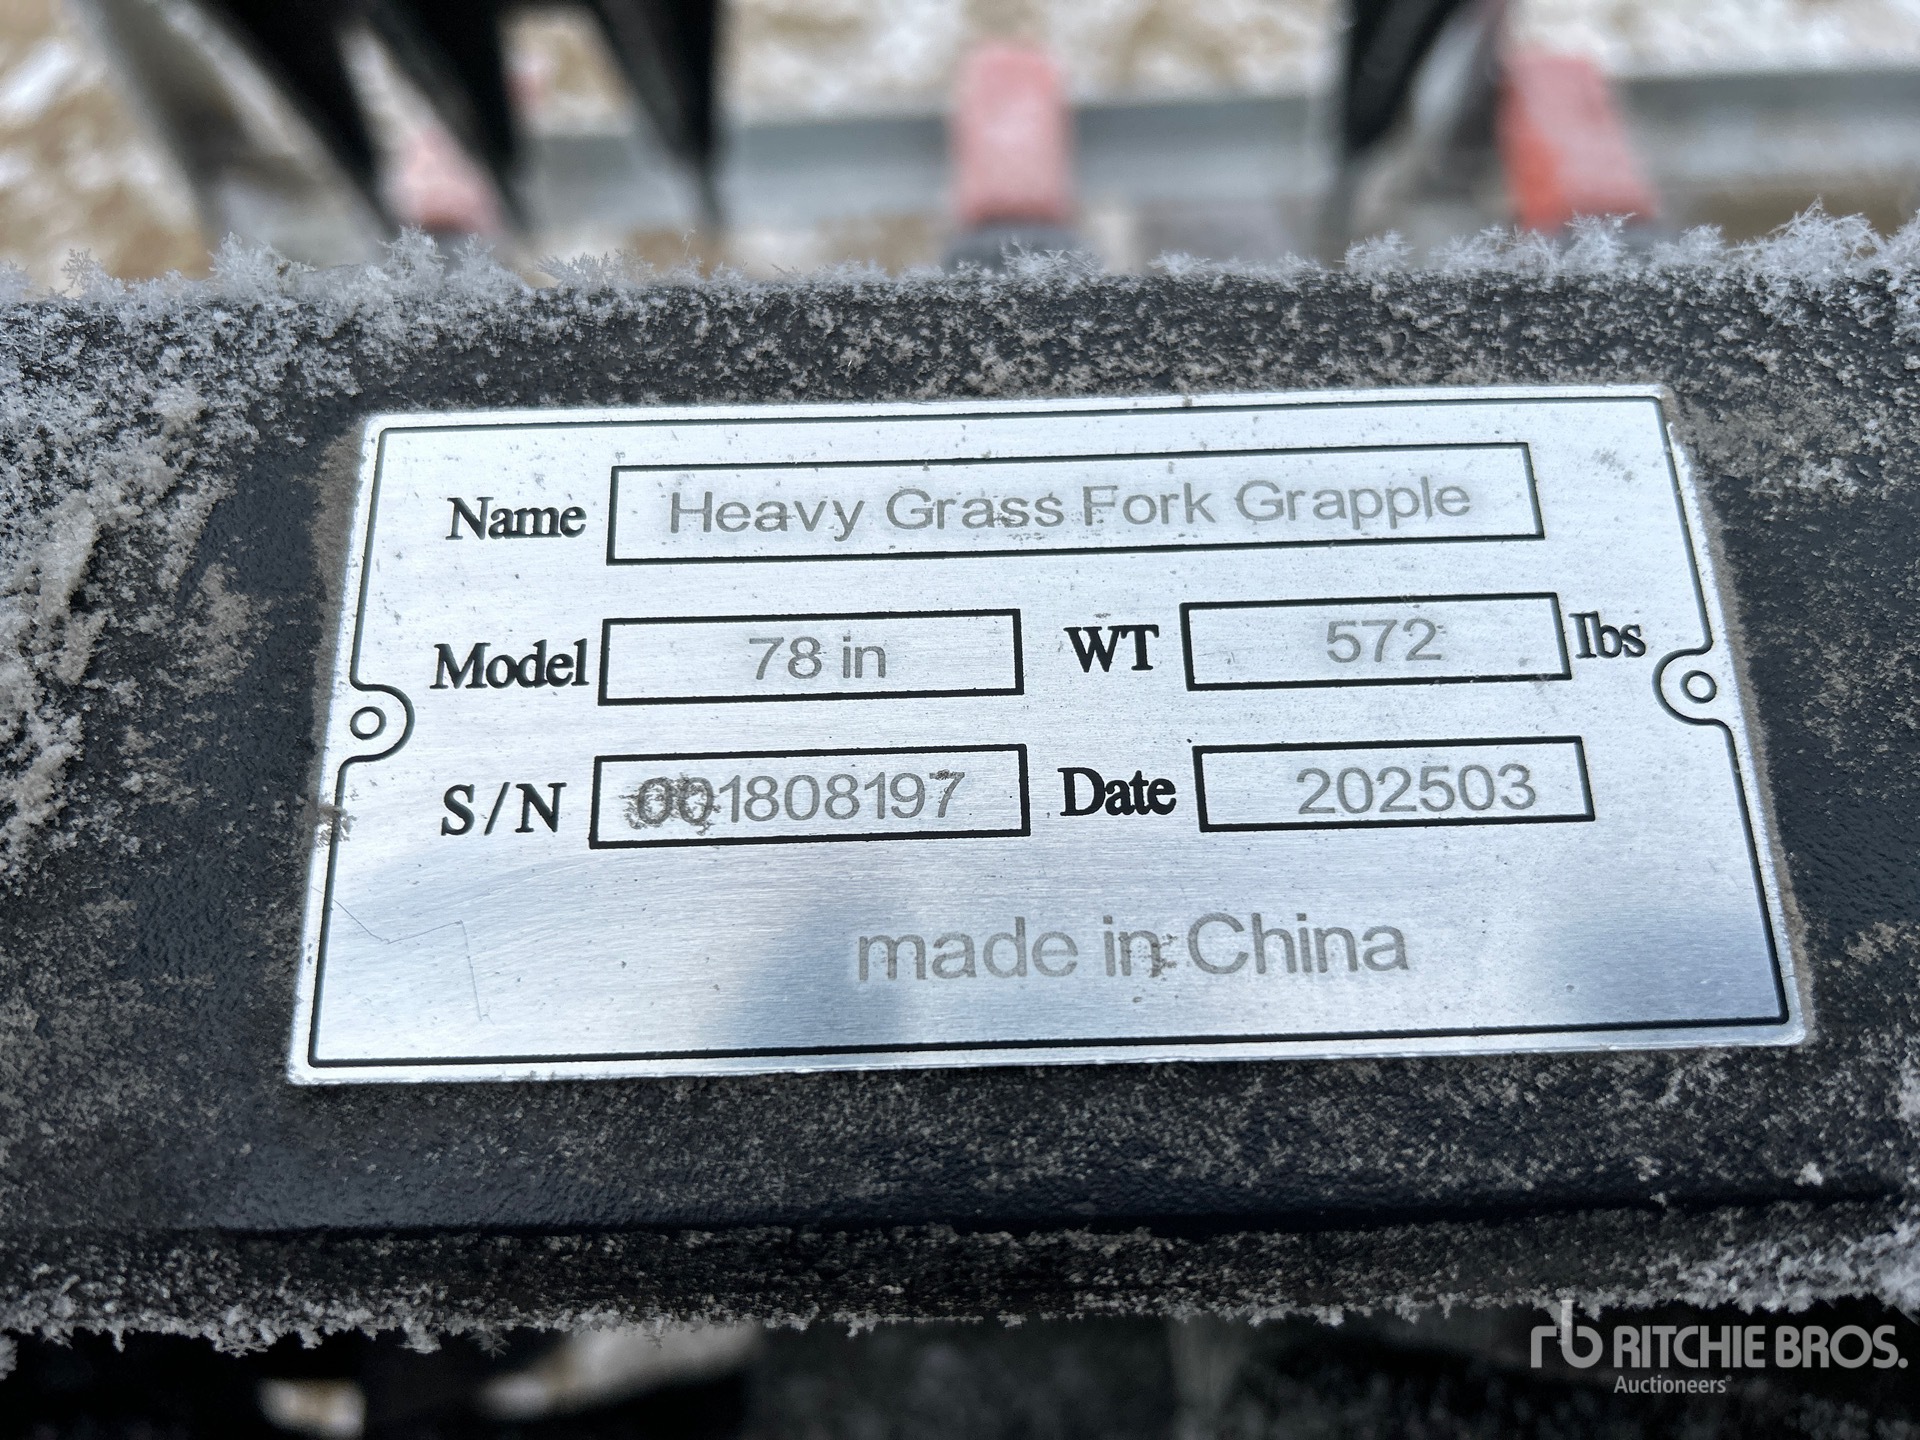 Name Heavy Grass Fork Grapple
Model 78 in WT 572 lbs
S/N 001808197 Date 202503
made in China
rb RITCHIE BROS.
Auctioneers